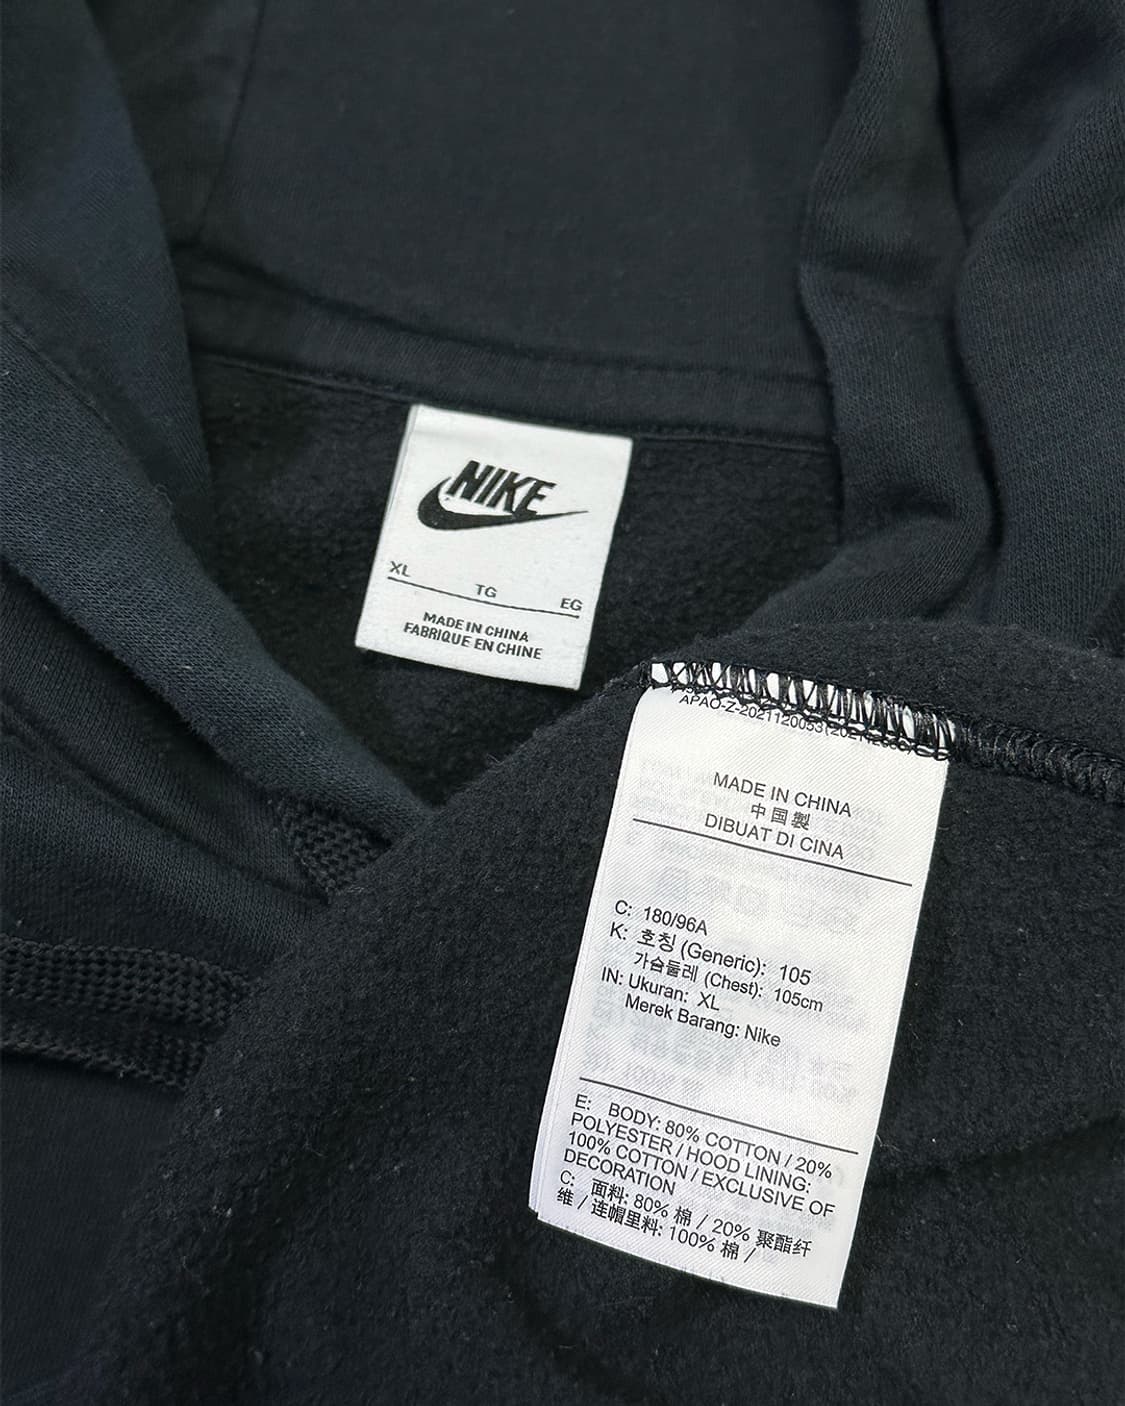 NIKE
XL TG EG
MADE IN CHINA
FABRIQUE EN CHINE
MADE IN CHINA
中国製
DIBUAT DI CINA
C: 180/96A
K: 호칭 (Generic): 105
가슴둘레 (Chest): 105cm
IN: Ukuran: XL
Merek Barang: Nike
E: BODY: 80% COTTON / 20%
POLYESTER / HOOD LINING:
100% COTTON / EXCLUSIVE OF
DECORATION
C: 面料: 80% 棉 / 20% 聚酯纤
维 / 连帽里料: 100% 棉 /